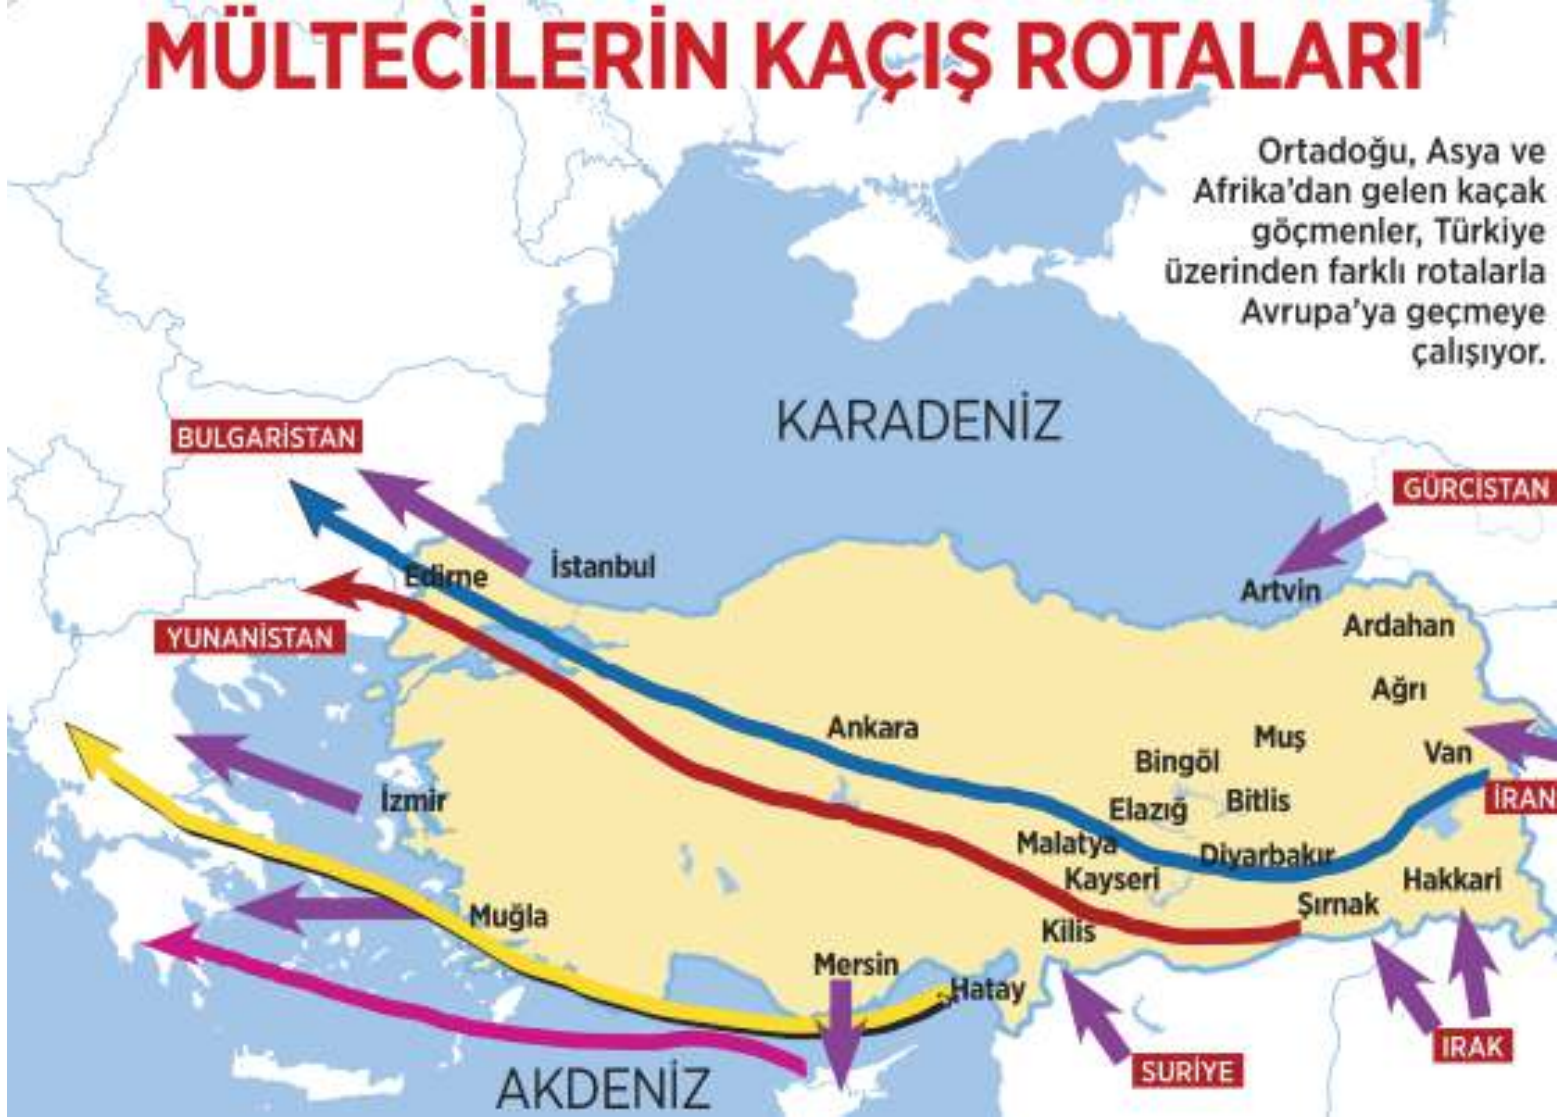 MÜLTECİLERİN KAÇIŞ ROTALARI
Ortadoğu, Asya ve
Afrika'dan gelen kaçak
göçmenler, Türkiye
üzerinden farklı rotalarla
Avrupa'ya geçmeye
çalışıyor.
KARADENİZ
BULGARİSTAN
GÜRCİSTAN
Edirne
İstanbul
Artvin
YUNANİSTAN
Ardahan
Ağrı
Ankara
Muş
Van
Bingöl
İzmir
Elazığ
Bitlis
İRAN
Malatya
Diyarbakır
Kayseri
Hakkari
Şırnak
Muğla
Kilis
Mersin
Hatay
IRAK
SURİYE
AKDENİZ